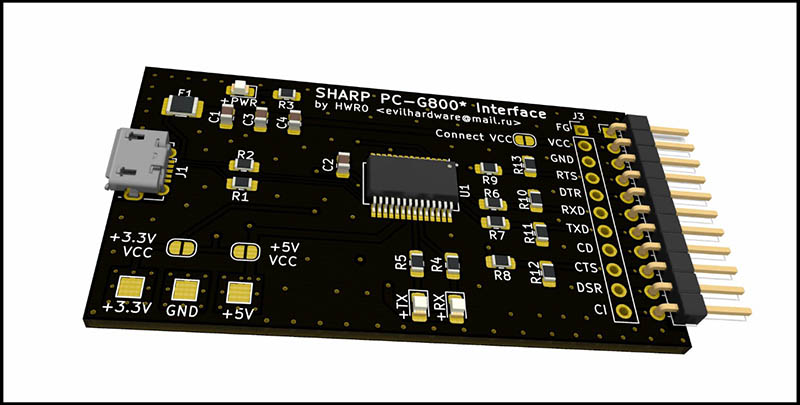 SHARP PC-G800* Interface
by HWR0 <evilhardware@mail.ru>
F1
+PWR
R3
C1
C3
C4
J3
FG
Connect VCC
VCC
GND
RTS
DTR
RXD
TXD
CD
CTS
DSR
CI
J1
R2
R1
C2
U1
R9
R6
R7
R8
R13
R10
R11
R12
R5
R4
+3.3V
VCC
+5V
VCC
+3.3V
GND
+5V
+TX
+RX